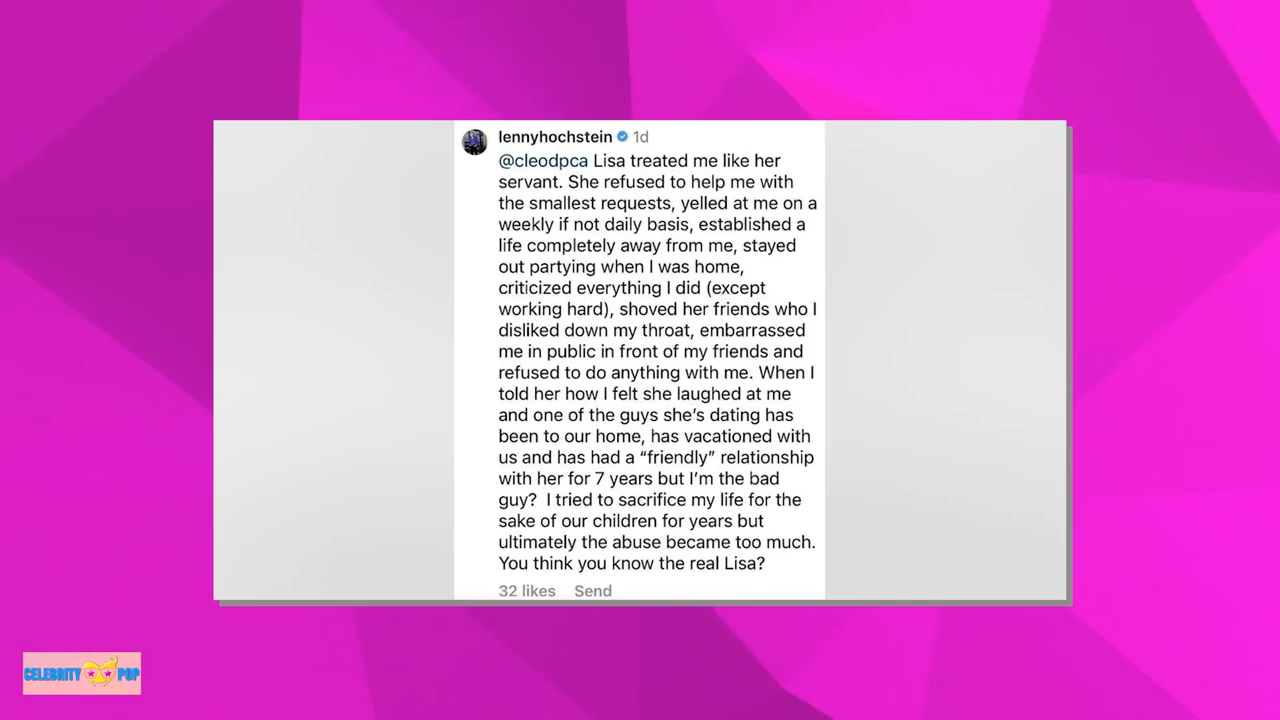 lennyhochstein 1d
@cleodpca Lisa treated me like her
servant. She refused to help me with
the smallest requests, yelled at me on a
weekly if not daily basis, established a
life completely away from me, stayed
out partying when I was home,
criticized everything I did (except
working hard), shoved her friends who I
disliked down my throat, embarrassed
me in public in front of my friends and
refused to do anything with me. When I
told her how I felt she laughed at me
and one of the guys she’s dating has
been to our home, has vacationed with
us and has had a “friendly” relationship
with her for 7 years but I’m the bad
guy?  I tried to sacrifice my life for the
sake of our children for years but
ultimately the abuse became too much.
You think you know the real Lisa?
32 likes Send
CELEBRITY POP